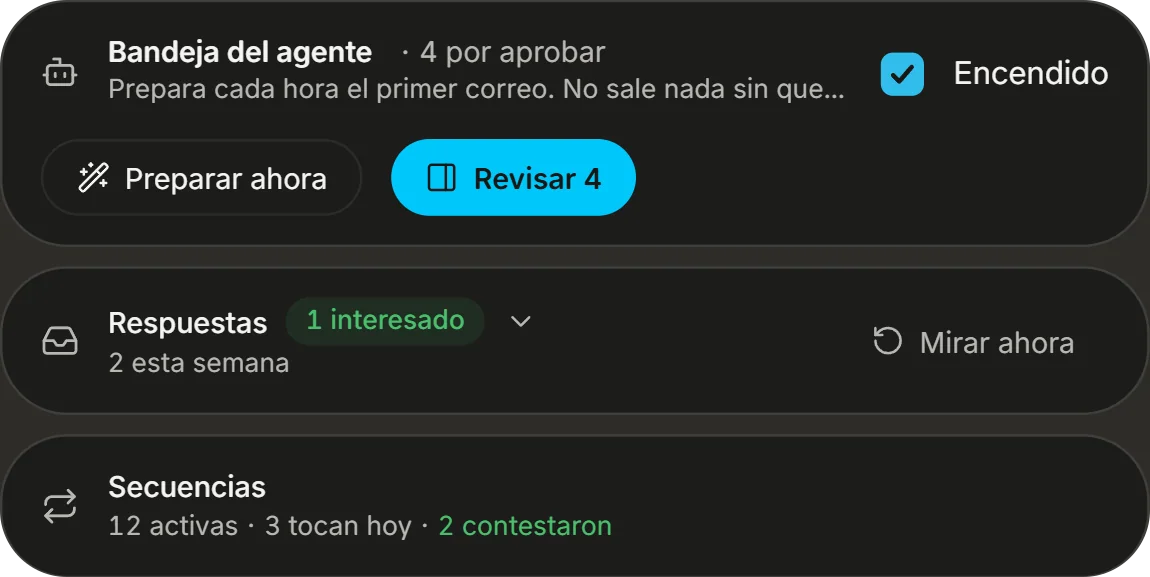 Bandeja del agente · 4 por aprobar
Prepara cada hora el primer correo. No sale nada sin que...
Encendido
Preparar ahora
Revisar 4
Respuestas 1 interesado
2 esta semana
Mirar ahora
Secuencias
12 activas · 3 tocan hoy · 2 contestaron